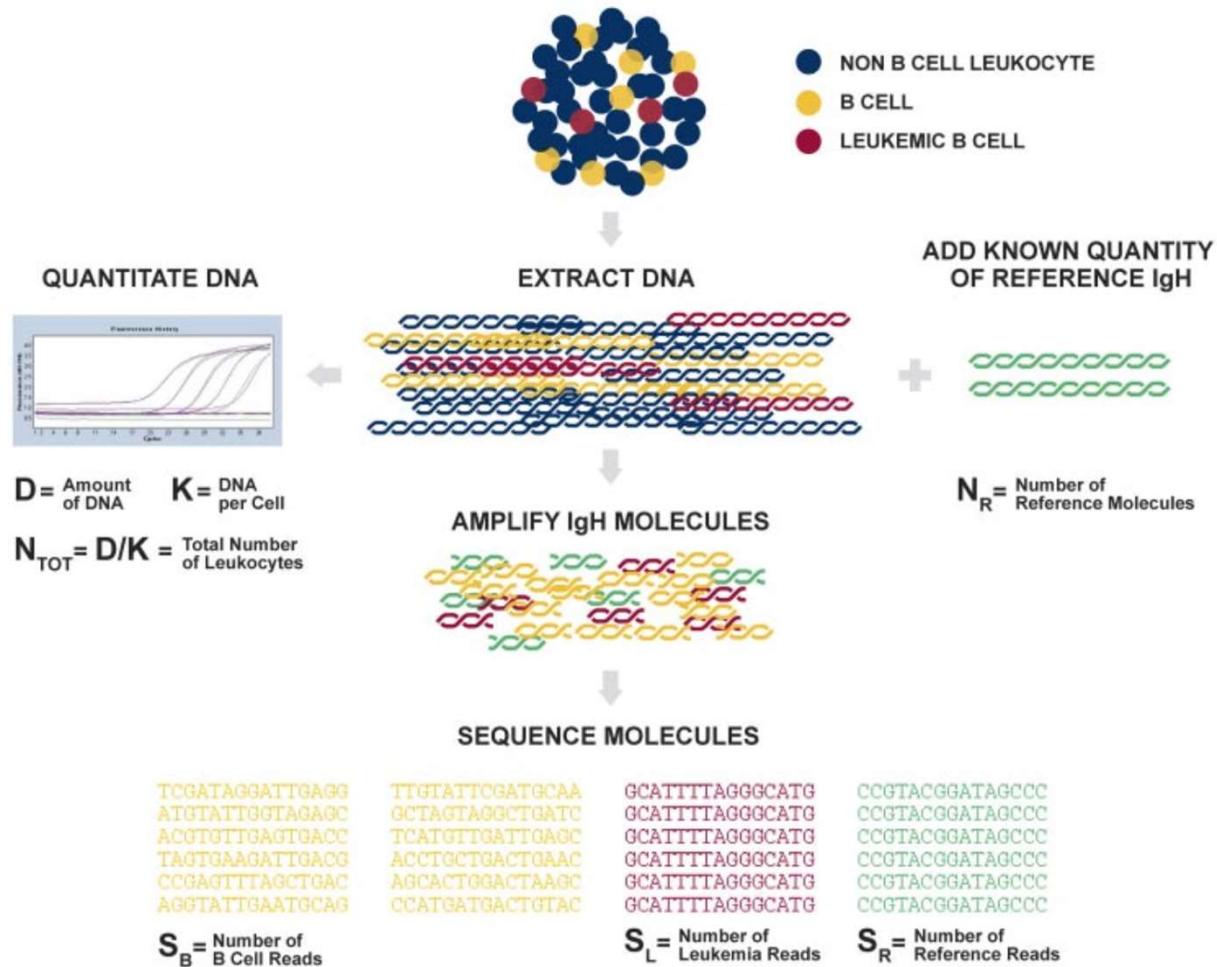 NON B CELL LEUKOCYTE
B CELL
LEUKEMIC B CELL
QUANTITATE DNA
EXTRACT DNA
ADD KNOWN QUANTITY
OF REFERENCE IgH
D = Amount of DNA
K = DNA per Cell
N_TOT = D/K = Total Number of Leukocytes
N_R = Number of Reference Molecules
AMPLIFY IgH MOLECULES
SEQUENCE MOLECULES
TCGATAGGATTGAGG TTGTATTCGATGCAA GCATTTTAGGGCATG CCGTACGGATAGCCC
ATGTATTGGTAGAGC GCTAGTAGGCTGATC GCATTTTAGGGCATG CCGTACGGATAGCCC
ACGTGTTGAGTGACC TCATGTTGATTGAGC GCATTTTAGGGCATG CCGTACGGATAGCCC
TAGTGAAGATTGACG ACCTGCTGACTGAAC GCATTTTAGGGCATG CCGTACGGATAGCCC
CCGAGTTTAGCTGAC AGCACTGGACTAAGC GCATTTTAGGGCATG CCGTACGGATAGCCC
AGGTATTGAATGCAG CCATGATGACTGTAC GCATTTTAGGGCATG CCGTACGGATAGCCC
S_B = Number of B Cell Reads
S_L = Number of Leukemia Reads
S_R = Number of Reference Reads